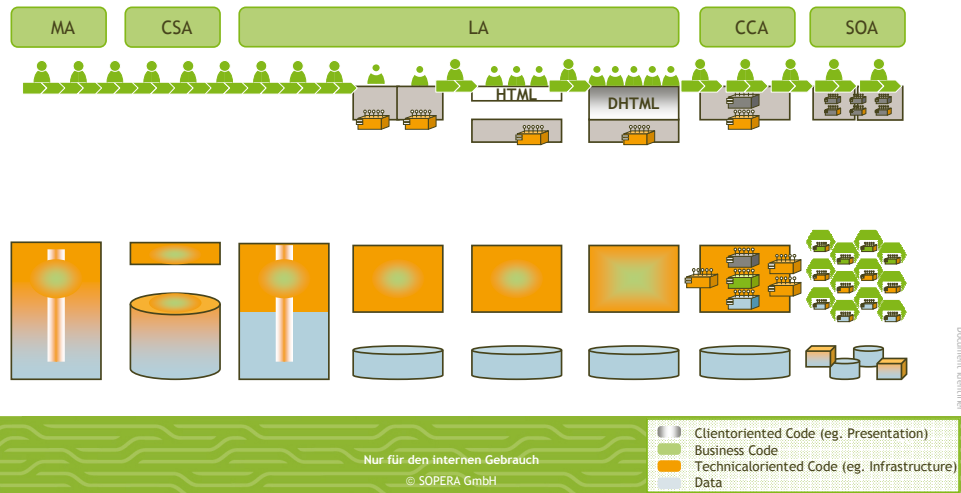 MA
CSA
LA
CCA
SOA
HTML
DHTML
Nur für den internen Gebrauch
© SOPERA GmbH
Clientoriented Code (eg. Presentation)
Business Code
Technicaloriented Code (eg. Infrastructure)
Data